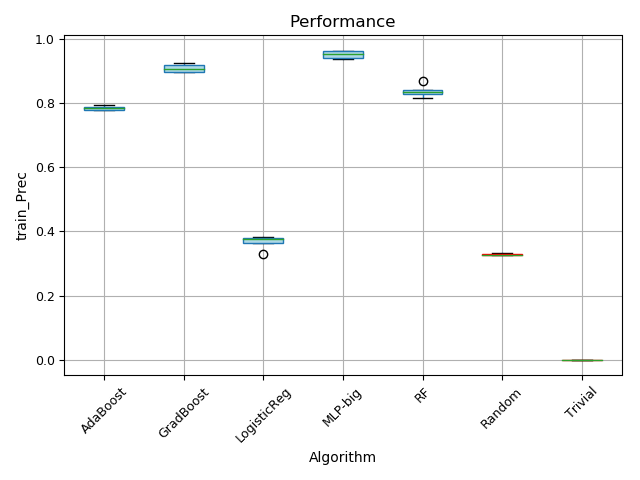 Performance
1.0
0.8
0.6
0.4
0.2
0.0
train_Prec
AdaBoost
GradBoost
LogisticReg
MLP-big
RF
Random
Trivial
Algorithm